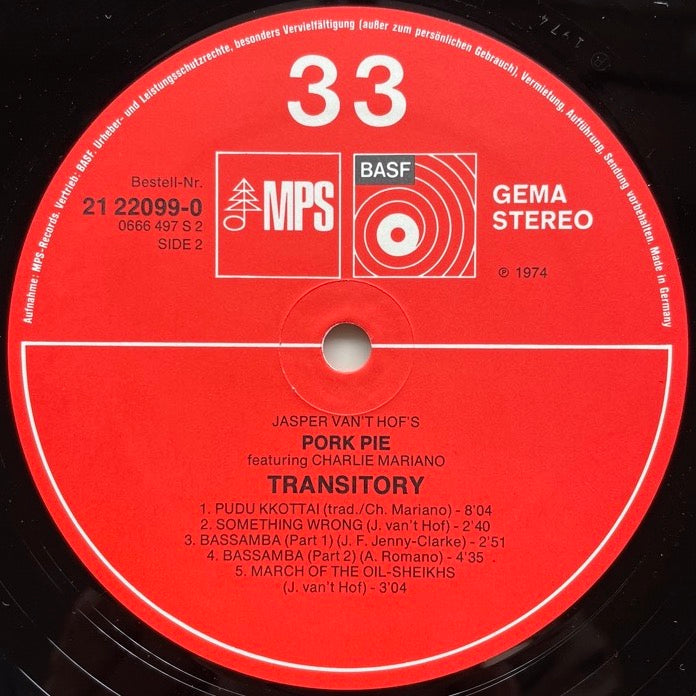 Aufnahme: MPS-Records. Vertrieb: BASF. Urheber- und Leistungsschutzrechte, besonders Vervielfältigung (außer zum persönlichen Gebrauch), Vermietung, Aufführung, Sendung vorbehalten. Made in Germany
33
Bestell-Nr.
21 22099-0
0666 497 S 2
SIDE 2
MPS
BASF
GEMA
STEREO
℗ 1974
JASPER VAN'T HOF'S
PORK PIE
featuring CHARLIE MARIANO
TRANSITORY
1. PUDU KKOTTAI (trad./Ch. Mariano) - 8'04
2. SOMETHING WRONG (J. van't Hof) - 2'40
3. BASSAMBA (Part 1) (J. F. Jenny-Clarke) - 2'51
4. BASSAMBA (Part 2) (A. Romano) - 4'35
5. MARCH OF THE OIL-SHEIKHS
(J. van't Hof) - 3'04